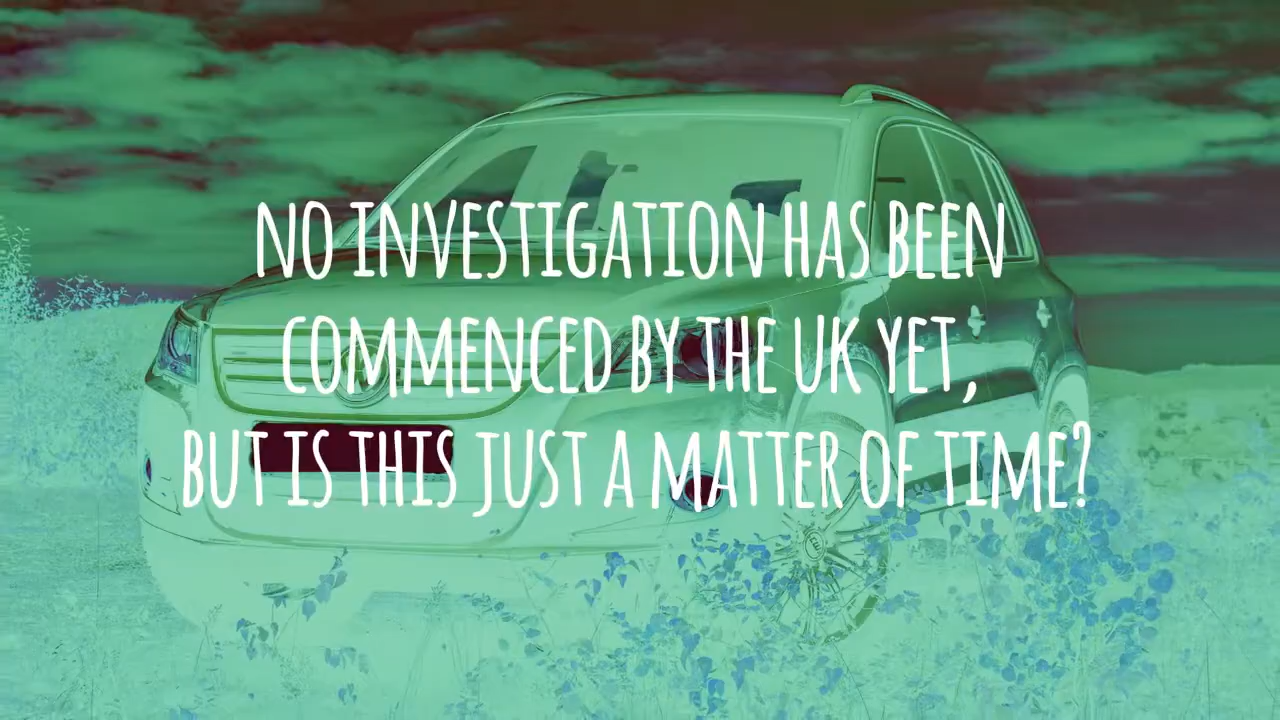 NO INVESTIGATION HAS BEEN
COMMENCED BY THE UK YET,
BUT IS THIS JUST A MATTER OF TIME?